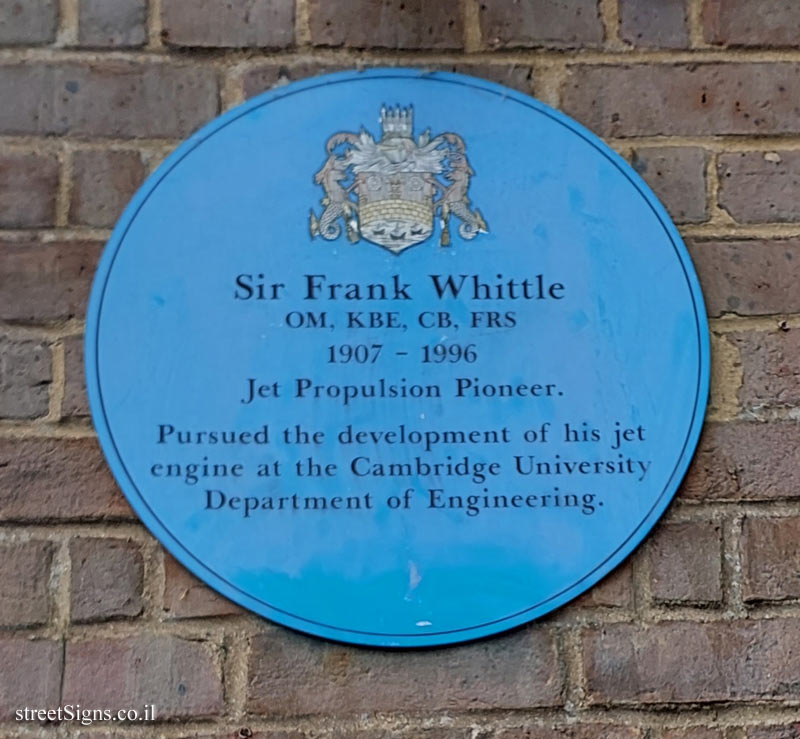 Sir Frank Whittle
OM, KBE, CB, FRS
1907 - 1996
Jet Propulsion Pioneer.
Pursued the development of his jet
engine at the Cambridge University
Department of Engineering.
streetSigns.co.il